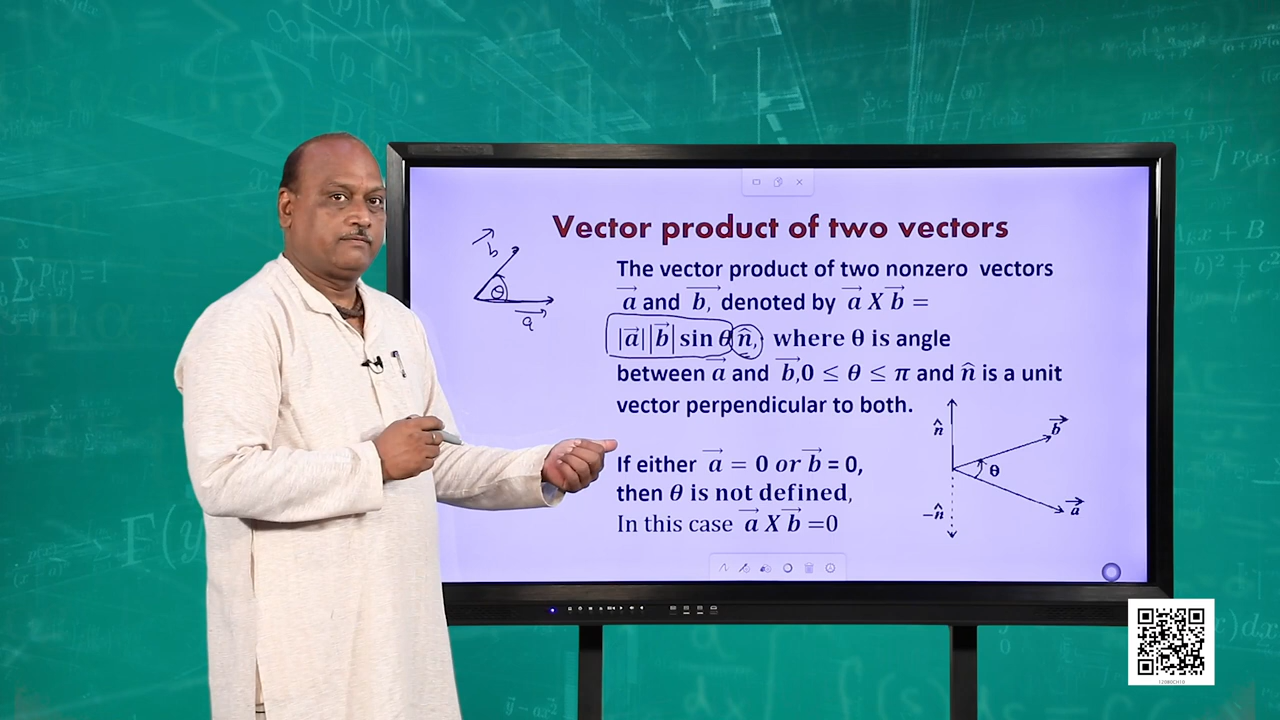 Vector product of two vectors
b⃗
θ
a⃗
The vector product of two nonzero vectors
a⃗ and b⃗, denoted by a⃗ X b⃗ =
|a⃗||b⃗| sin θ n̂, where θ is angle
between a⃗ and b⃗,0 ≤ θ ≤ π and n̂ is a unit
vector perpendicular to both.
n̂
b⃗
θ
a⃗
−n̂
If either a⃗ = 0 or b⃗ = 0,
then θ is not defined,
In this case a⃗ X b⃗ =0
12080CH10